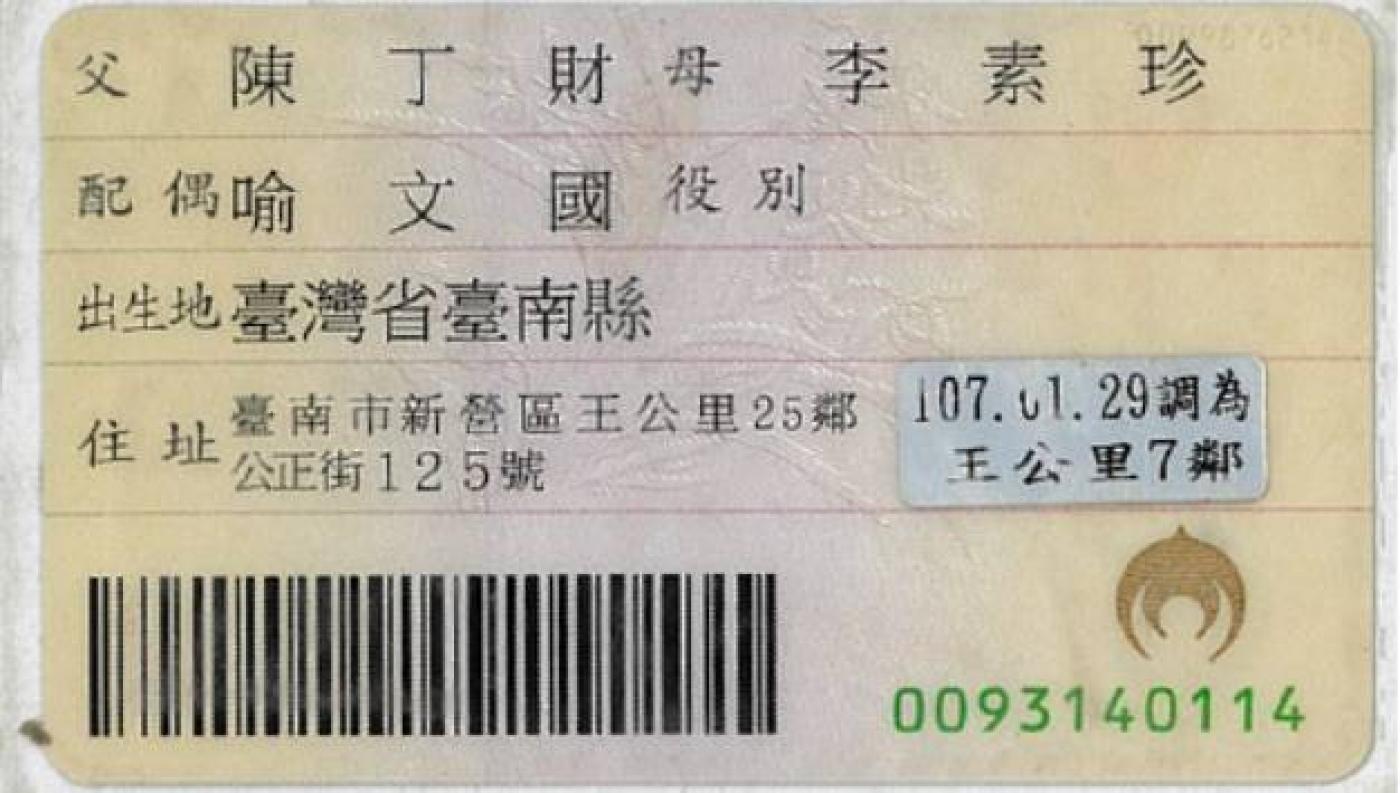 父 陳丁財 母 李素珍
配偶 喻文國 役別
出生地 臺灣省臺南縣
住址 臺南市新營區王公里25鄰
公正街125號
107.01.29調為
王公里7鄰
0093140114